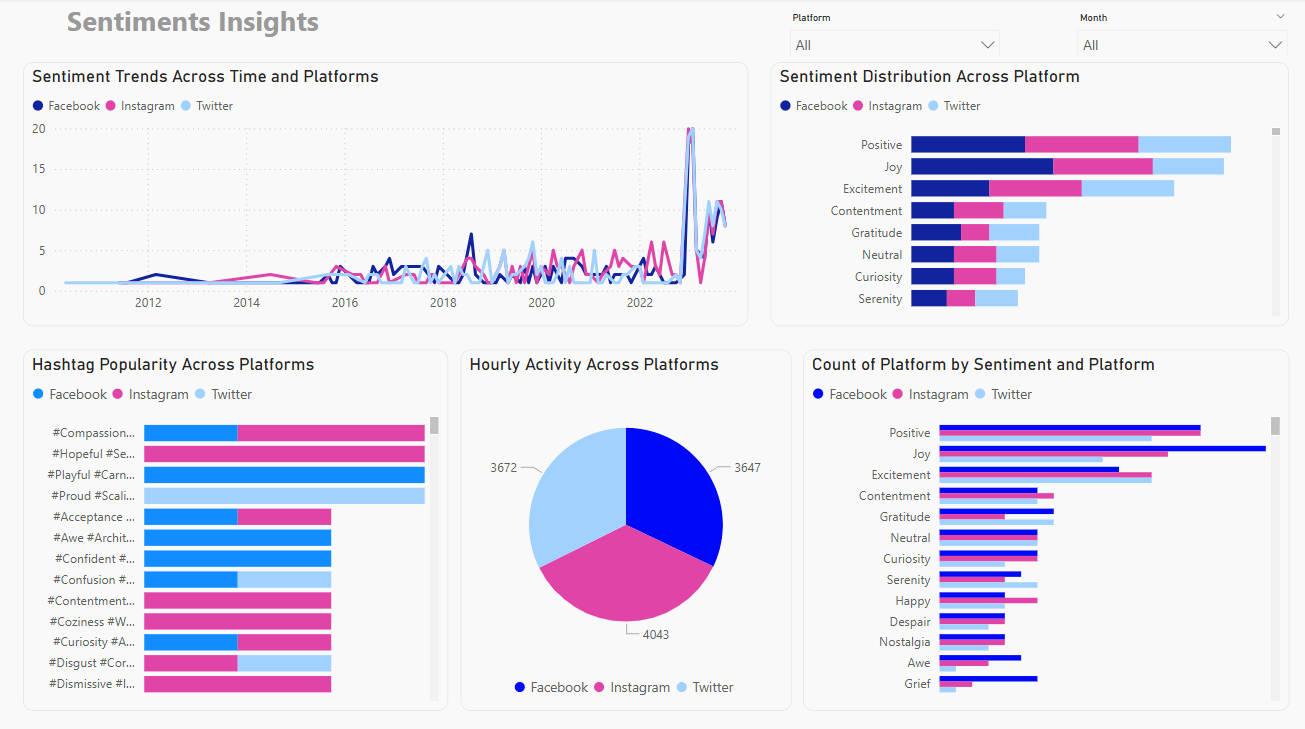 Sentiments Insights
Platform
All
Month
All
Sentiment Trends Across Time and Platforms
Facebook Instagram Twitter
20
15
10
5
0
2012 2014 2016 2018 2020 2022
Sentiment Distribution Across Platform
Facebook Instagram Twitter
Positive
Joy
Excitement
Contentment
Gratitude
Neutral
Curiosity
Serenity
Hashtag Popularity Across Platforms
Facebook Instagram Twitter
#Compassion...
#Hopeful #Se...
#Playful #Carn...
#Proud #Scali...
#Acceptance ...
#Awe #Archit...
#Confident #...
#Confusion #...
#Contentment...
#Coziness #W...
#Curiosity #A...
#Disgust #Cor...
#Dismissive #I...
Hourly Activity Across Platforms
3672
3647
4043
Facebook Instagram Twitter
Count of Platform by Sentiment and Platform
Facebook Instagram Twitter
Positive
Joy
Excitement
Contentment
Gratitude
Neutral
Curiosity
Serenity
Happy
Despair
Nostalgia
Awe
Grief